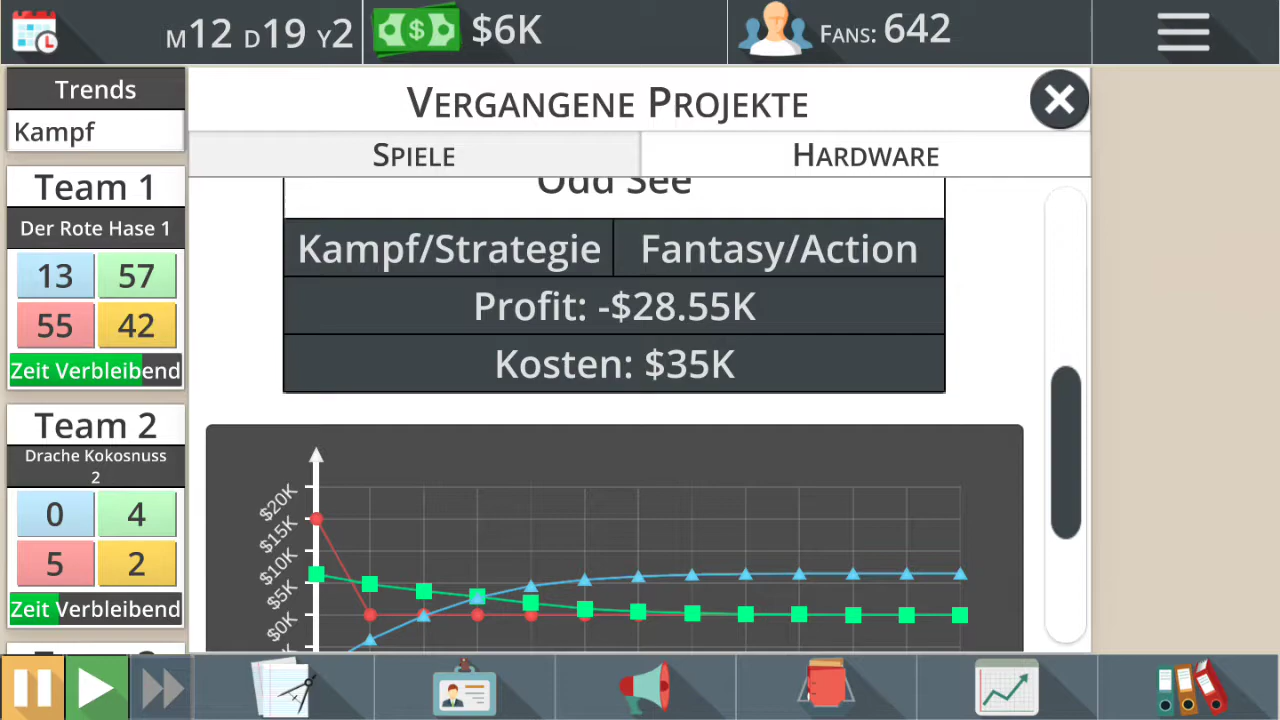 M12 D19 Y2
$6K
FANS: 642
Trends
Kampf
VERGANGENE PROJEKTE
SPIELE
HARDWARE
Team 1
Der Rote Hase 1
13
57
55
42
Zeit Verbleibend
Team 2
Drache Kokosnuss
2
0
4
5
2
Zeit Verbleibend
Odd See
Kampf/Strategie
Fantasy/Action
Profit: -$28.55K
Kosten: $35K
$20K
$15K
$10K
$5K
$0K